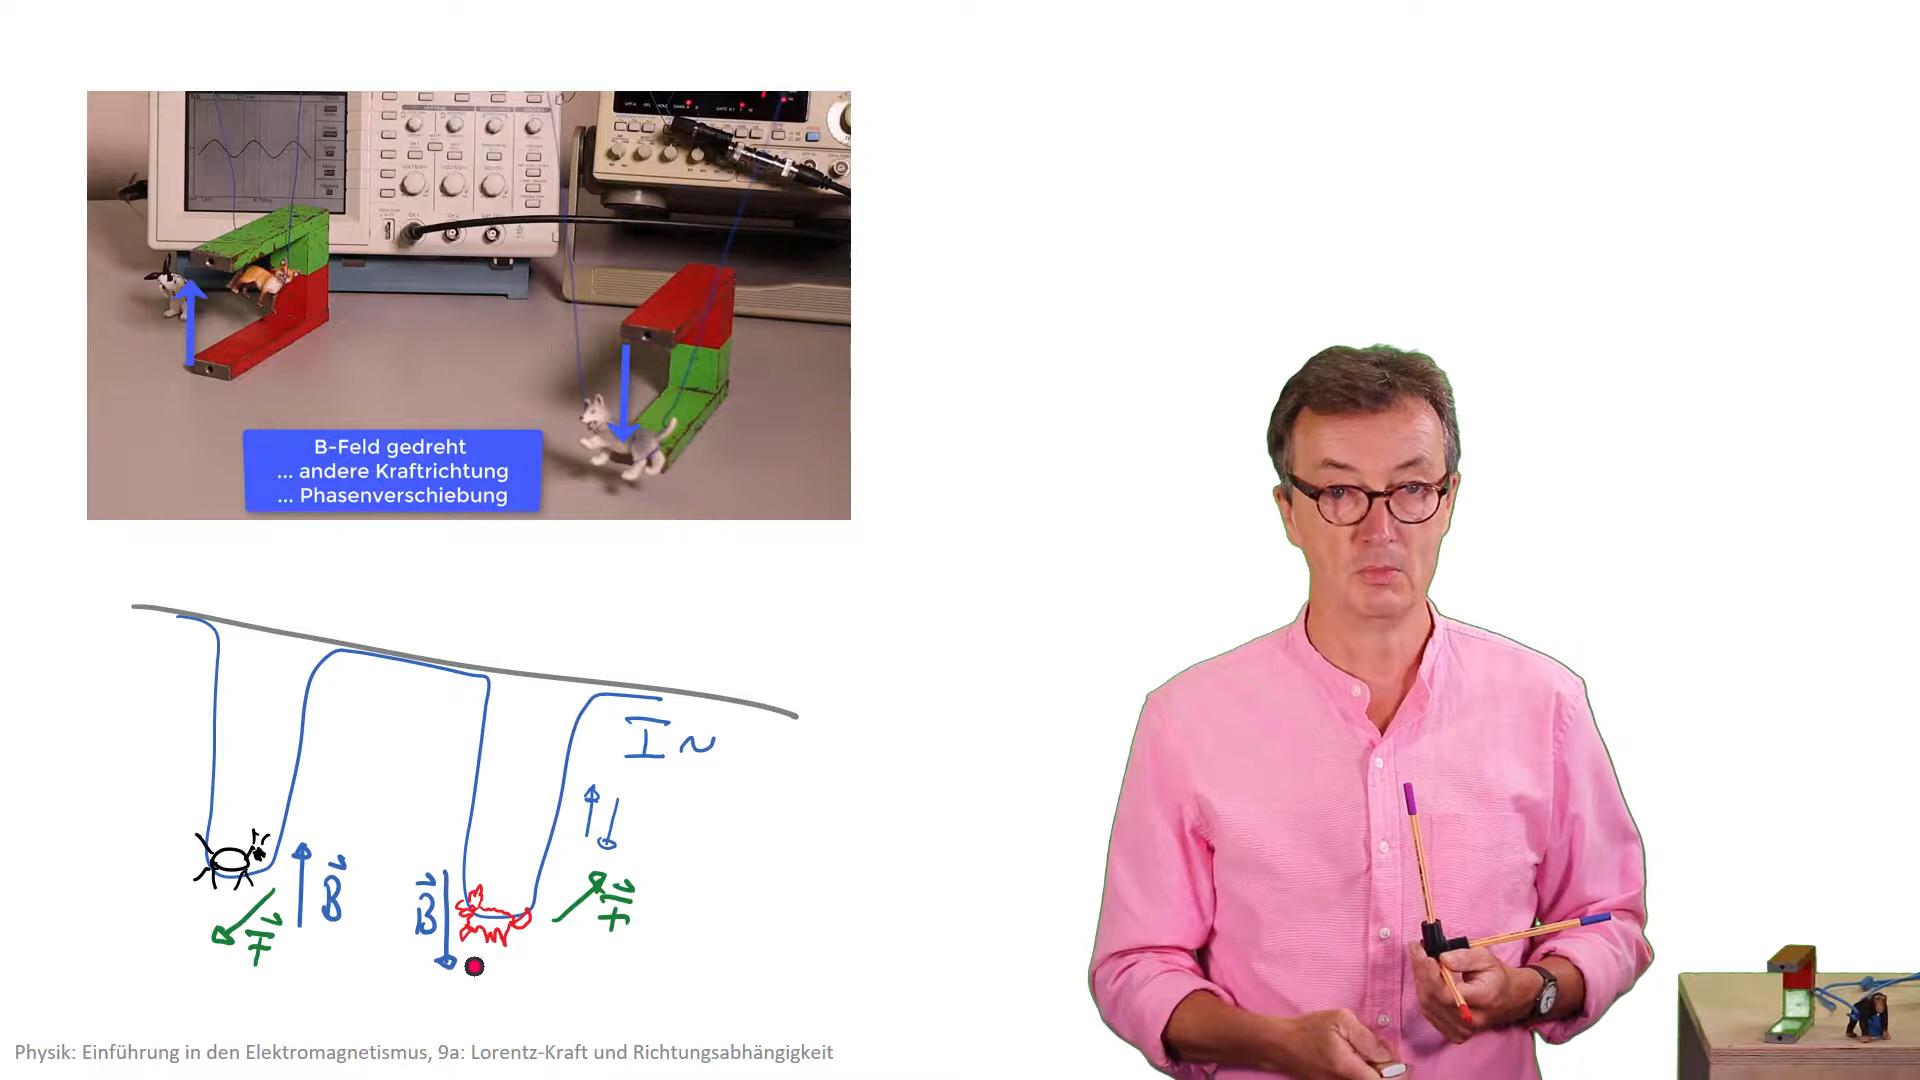 B-Feld gedreht
... andere Kraftrichtung
... Phasenverschiebung
I ~
B
F
B
F
Physik: Einführung in den Elektromagnetismus, 9a: Lorentz-Kraft und Richtungsabhängigkeit